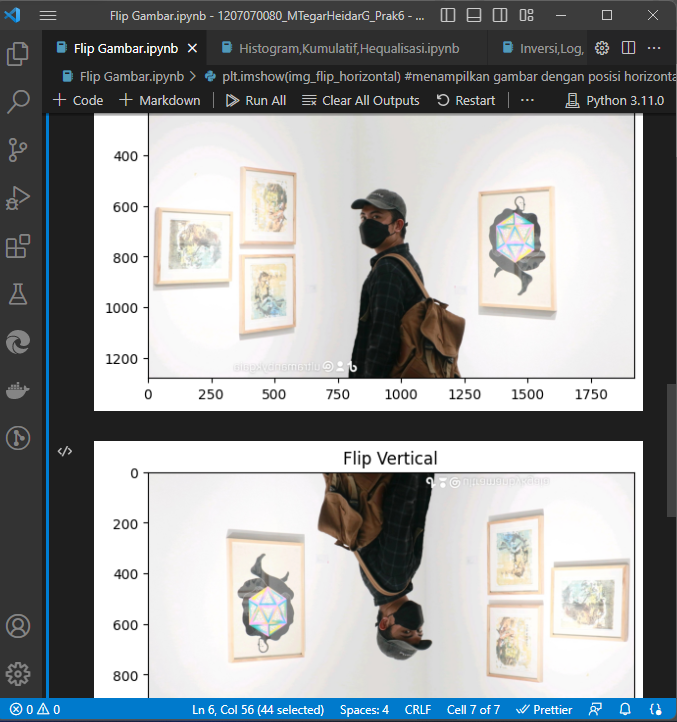 Flip Gambar.ipynb - 1207070080_MTegarHeidarG_Prak6 - ...
Flip Gambar.ipynb
Histogram,Kumulatif,Hequalisasi.ipynb
Inversi,Log,
Flip Gambar.ipynb > plt.imshow(img_flip_horizontal) #menampilkan gambar dengan posisi horizonta
+ Code + Markdown Run All Clear All Outputs Restart ... Python 3.11.0
400
600
800
1000
1200
0 250 500 750 1000 1250 1500 1750
Flip Vertical
0
200
400
600
800
0 0 Ln 6, Col 56 (44 selected) Spaces: 4 CRLF Cell 7 of 7 Prettier